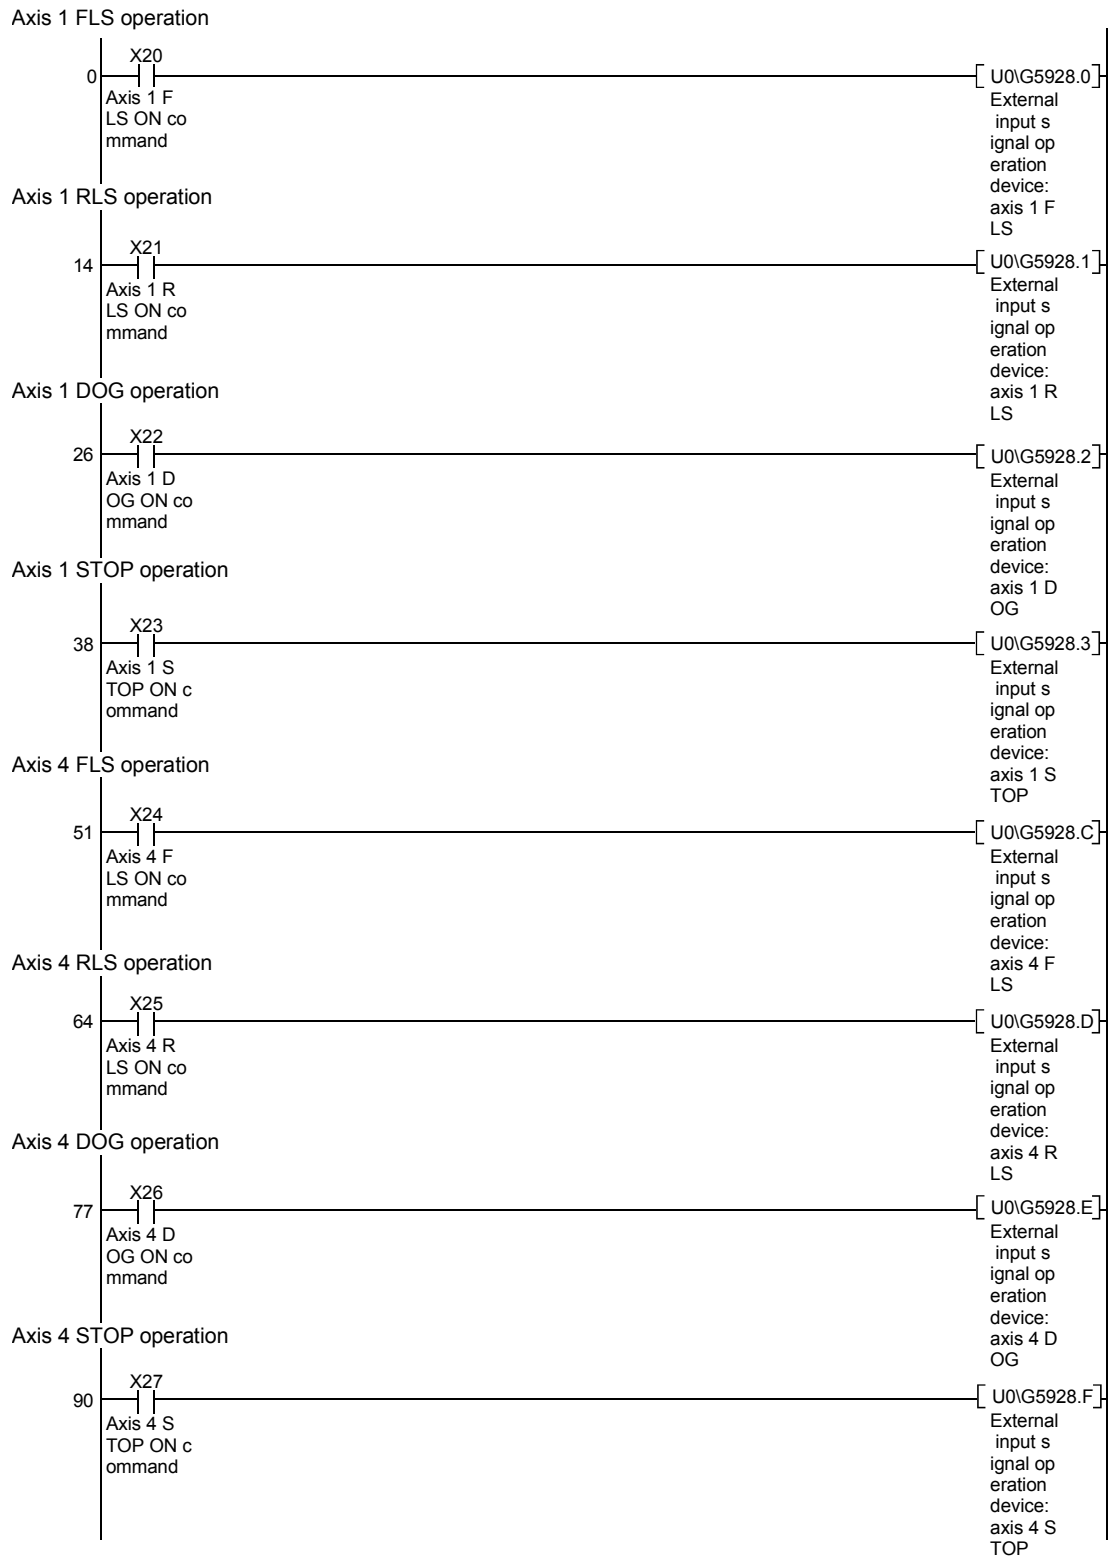 Axis 1 FLS operation
X20
0
U0\G5928.0
Axis 1 F
LS ON co
mmand
External
input s
ignal op
eration
device:
axis 1 F
LS
Axis 1 RLS operation
X21
14
U0\G5928.1
Axis 1 R
LS ON co
mmand
External
input s
ignal op
eration
device:
axis 1 R
LS
Axis 1 DOG operation
X22
26
U0\G5928.2
Axis 1 D
OG ON co
mmand
External
input s
ignal op
eration
device:
axis 1 D
OG
Axis 1 STOP operation
X23
38
U0\G5928.3
Axis 1 S
TOP ON c
ommand
External
input s
ignal op
eration
device:
axis 1 S
TOP
Axis 4 FLS operation
X24
51
U0\G5928.C
Axis 4 F
LS ON co
mmand
External
input s
ignal op
eration
device:
axis 4 F
LS
Axis 4 RLS operation
X25
64
U0\G5928.D
Axis 4 R
LS ON co
mmand
External
input s
ignal op
eration
device:
axis 4 R
LS
Axis 4 DOG operation
X26
77
U0\G5928.E
Axis 4 D
OG ON co
mmand
External
input s
ignal op
eration
device:
axis 4 D
OG
Axis 4 STOP operation
X27
90
U0\G5928.F
Axis 4 S
TOP ON c
ommand
External
input s
ignal op
eration
device:
axis 4 S
TOP